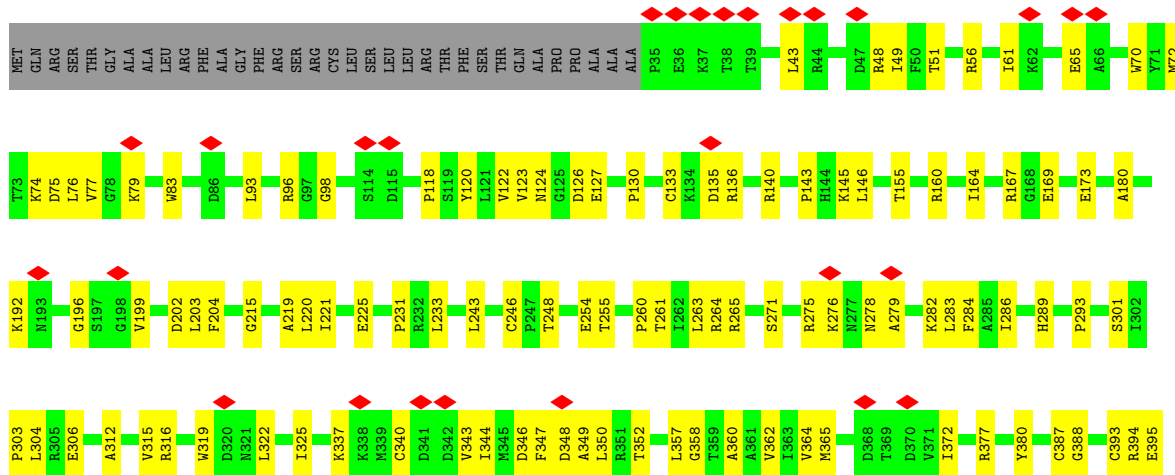 MET GLN ARG SER THR GLY ALA ALA LEU ARG PHE ALA GLY PHE ARG SER ARG CYS LEU SER LEU LEU ARG THR PHE SER THR GLN ALA PRO PRO ALA ALA ALA P35 E36 K37 T38 T39 L43 R44 D47 R48 I49 F50 T51 R56 I61 K62 E65 A66 W70 Y71 M72
T73 K74 D75 L76 V77 G78 K79 W83 D86 L93 R96 G97 G98 S114 D115 P118 S119 Y120 L121 V122 V123 N124 G125 D126 E127 P130 C133 K134 D135 R136 R140 P143 H144 K145 L146 T155 R160 I164 R167 G168 E169 E173 A180
K192 N193 G196 S197 G198 V199 D202 L203 F204 G215 A219 L220 I221 E225 P231 R232 L233 L243 C246 P247 T248 E254 T255 P260 T261 I262 L263 R264 R265 S271 R275 K276 N277 N278 A279 K282 L283 F284 A285 I286 H289 P293 S301 I302
P303 L304 R305 E306 A312 V315 R316 W319 D320 N321 L322 I325 K337 K338 M339 C340 D341 D342 V343 I344 M345 D346 F347 D348 A349 L350 R351 T352 L357 G358 T359 A360 A361 V362 I363 V364 M365 D368 T369 D370 V371 I372 R377 Y380 C387 G388 C393 R394 E395